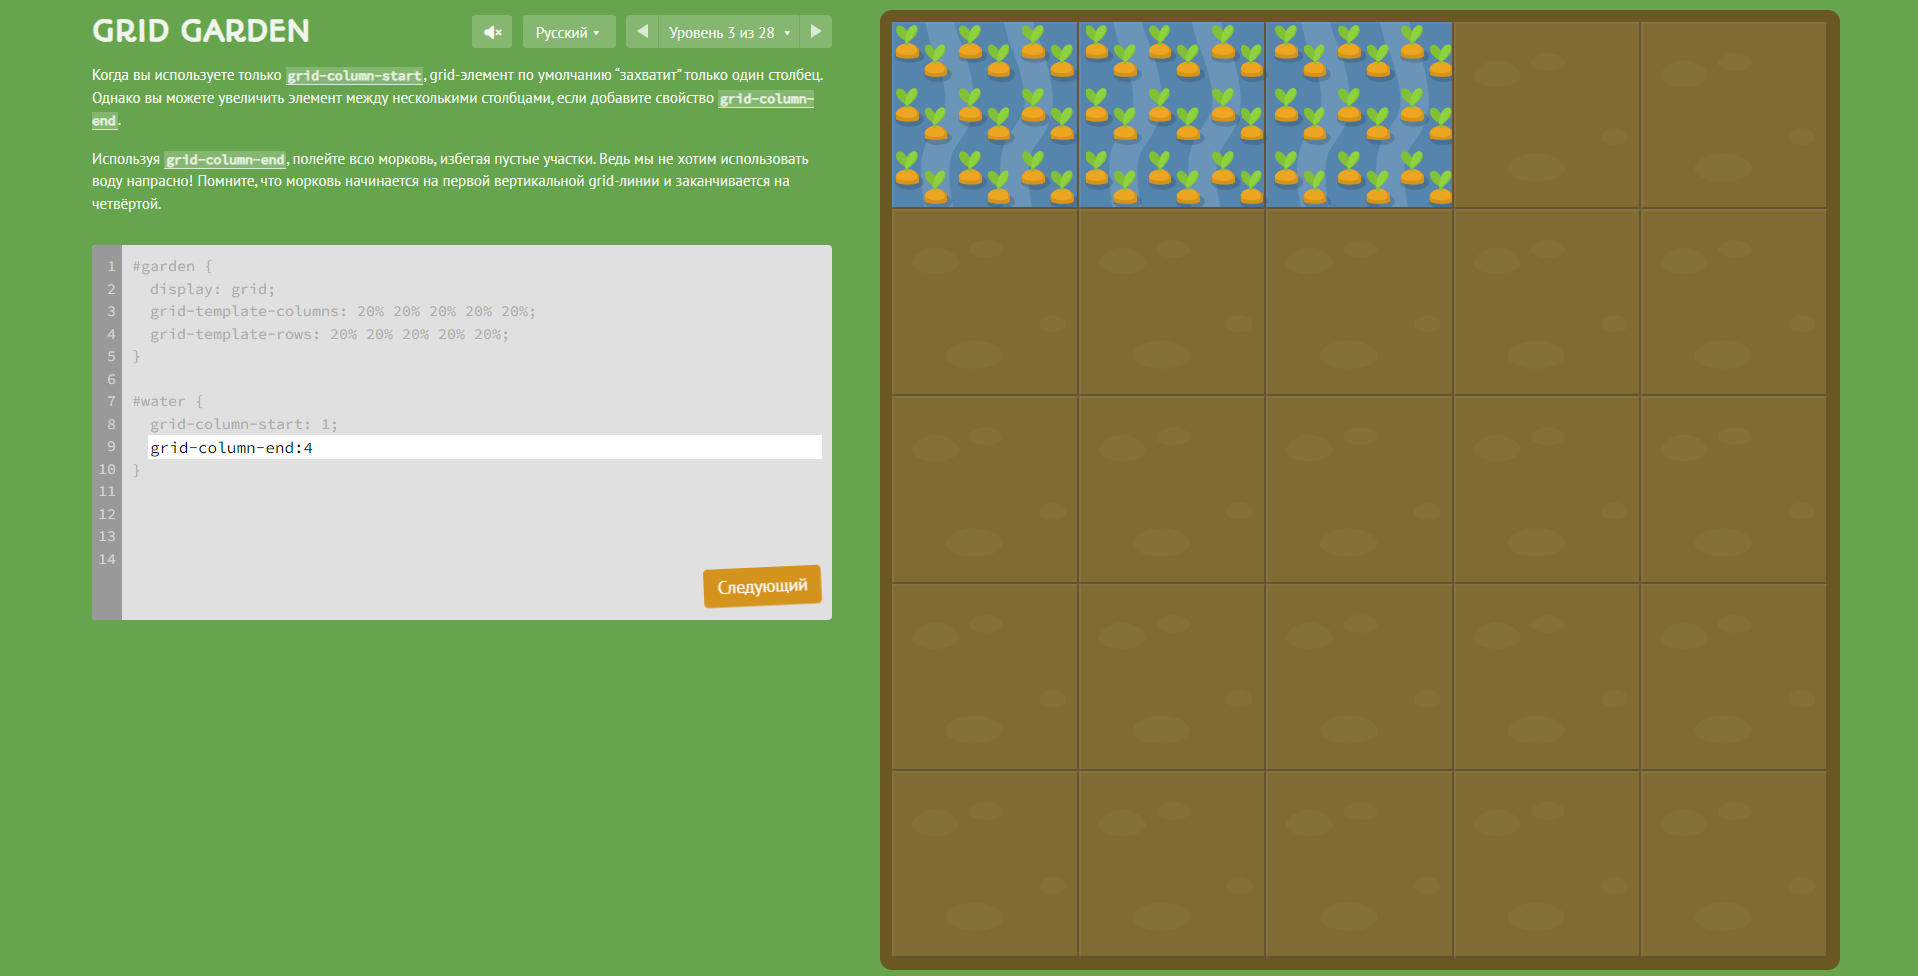 GRID GARDEN
Русский ▾
◀ Уровень 3 из 28 ▾ ▶
Когда вы используете только grid-column-start, grid-элемент по умолчанию “захватит” только один столбец.
Однако вы можете увеличить элемент между несколькими столбцами, если добавите свойство grid-column-
end.
Используя grid-column-end, полейте всю морковь, избегая пустые участки. Ведь мы не хотим использовать
воду напрасно! Помните, что морковь начинается на первой вертикальной grid-линии и заканчивается на
четвёртой.
1 #garden {
2 display: grid;
3 grid-template-columns: 20% 20% 20% 20% 20%;
4 grid-template-rows: 20% 20% 20% 20% 20%;
5 }
6
7 #water {
8 grid-column-start: 1;
9 grid-column-end:4
10 }
11
12
13
14
Следующий